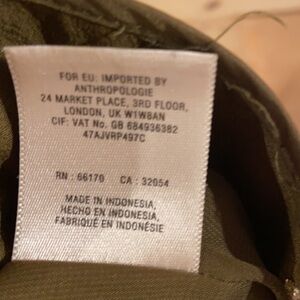 FOR EU: IMPORTED BY
ANTHROPOLOGIE
24 MARKET PLACE, 3RD FLOOR,
LONDON, UK W1W8AN
CIF: VAT No. GB 684936382
47AJVRP497C
RN : 66170 CA : 32054
MADE IN INDONESIA,
HECHO EN INDONESIA,
FABRIQUÉ EN INDONÉSIE